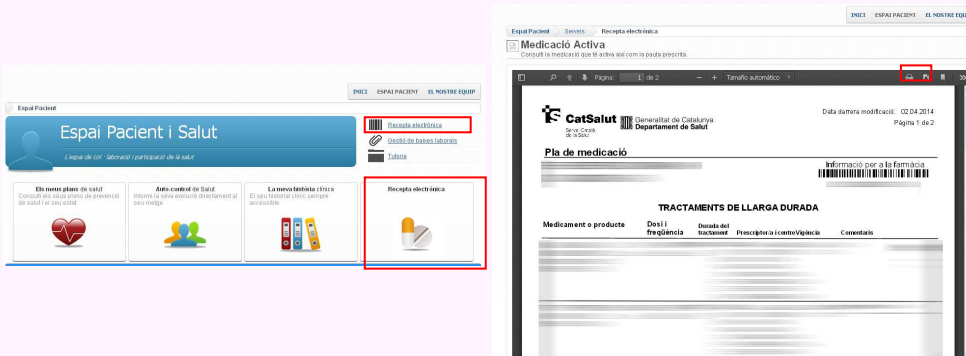 INICI ESPAI PACIENT EL NOSTRE EQUIP
Espai Pacient
Espai Pacient i Salut
L'espai de col·laboració i participació de la salut
Recepta electrònica
Gestió de baixes laborals
Tutoria
Els meus plans de salut
Consulti els seus plans de prevenció
de salut i el seu estat
Auto-control de Salut
Informi la seva evolució directament al
seu metge
La meva història clínica
El seu historial clínic sempre
accessible
Recepta electrònica
INICI ESPAI PACIENT EL NOSTRE EQUI
Espai Pacient Serveis Recepta electrònica
Medicació Activa
Consulti la medicació que té activa així com la pauta prescrita.
Pàgina: 1 de 2
Tamaño automático
CatSalut
Servei Català
de la Salut
Generalitat de Catalunya
Departament de Salut
Data darrera modificació: 02.04.2014
Pàgina 1 de 2
Pla de medicació
Informació per a la farmàcia
TRACTAMENTS DE LLARGA DURADA
Medicament o producte
Dosi i
freqüència
Durada del
tractament
Prescriptor/a i centre
Vigència
Comentaris